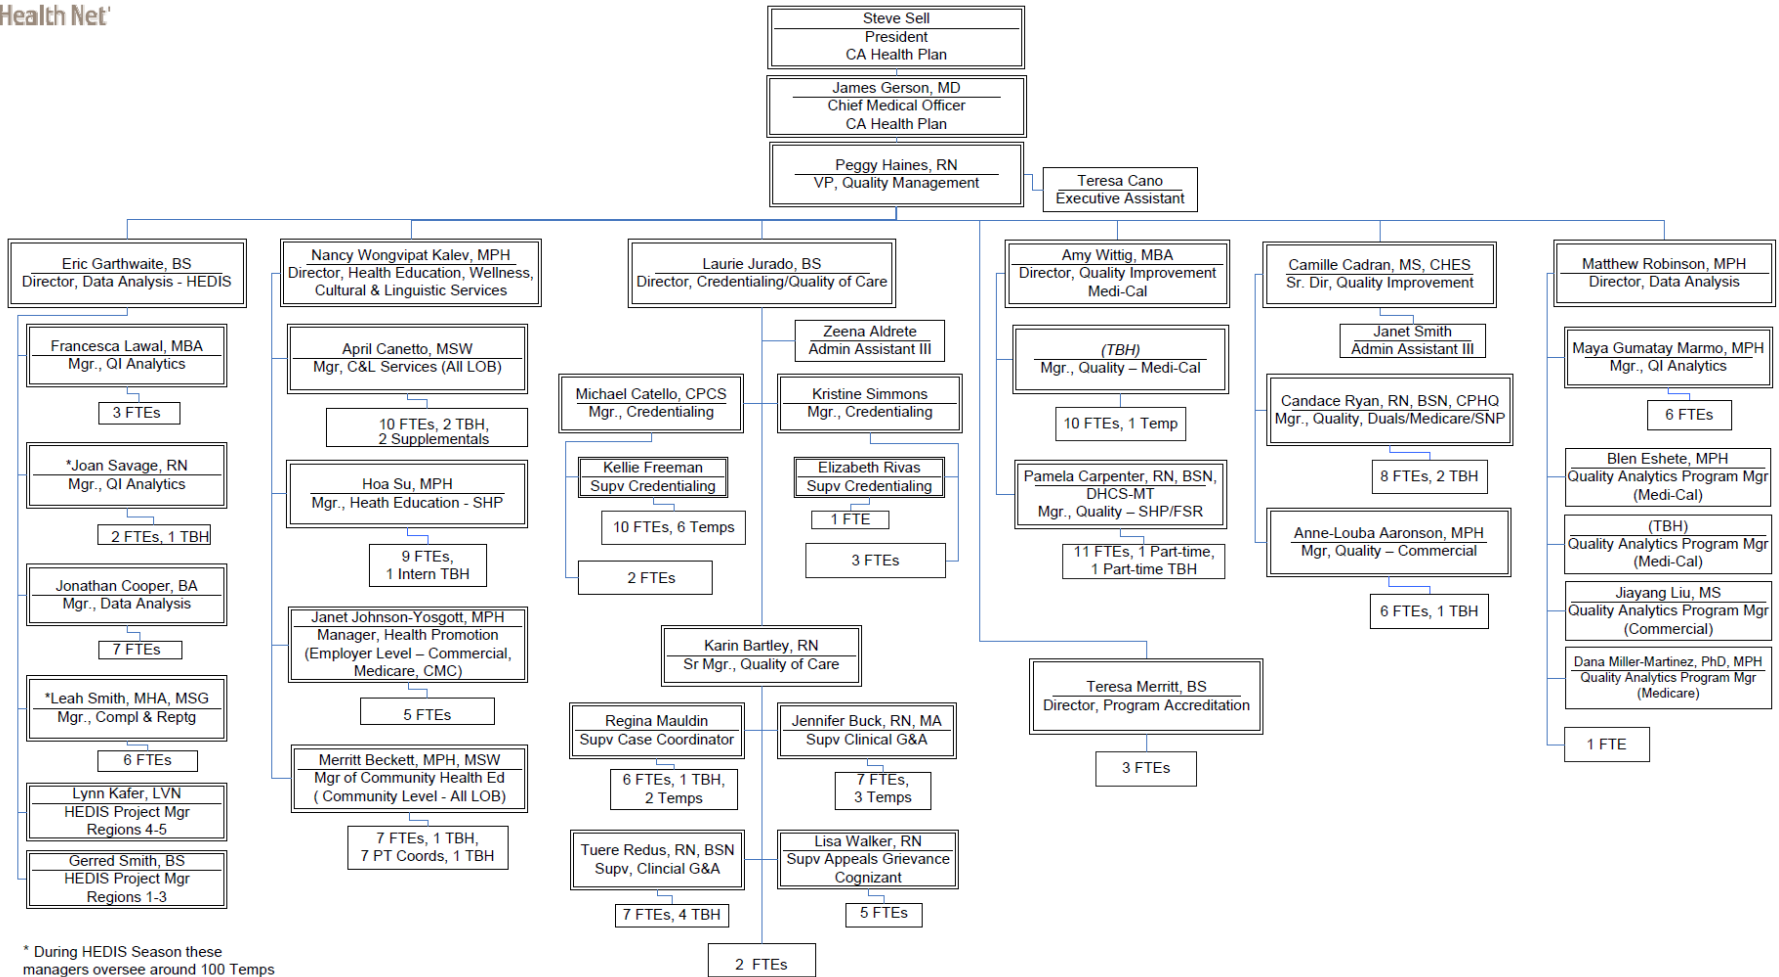 Health Net'
Steve Sell
President
CA Health Plan
James Gerson, MD
Chief Medical Officer
CA Health Plan
Peggy Haines, RN
VP, Quality Management
Teresa Cano
Executive Assistant
Eric Garthwaite, BS
Director, Data Analysis - HEDIS
Francesca Lawal, MBA
Mgr., QI Analytics
3 FTEs
*Joan Savage, RN
Mgr., QI Analytics
2 FTEs, 1 TBH
Jonathan Cooper, BA
Mgr., Data Analysis
7 FTEs
*Leah Smith, MHA, MSG
Mgr., Compl & Reptg
6 FTEs
Lynn Kafer, LVN
HEDIS Project Mgr
Regions 4-5
Gerred Smith, BS
HEDIS Project Mgr
Regions 1-3
* During HEDIS Season these
managers oversee around 100 Temps
Nancy Wongvipat Kalev, MPH
Director, Health Education, Wellness,
Cultural & Linguistic Services
April Canetto, MSW
Mgr, C&L Services (All LOB)
10 FTEs, 2 TBH,
2 Supplementals
Hoa Su, MPH
Mgr., Heath Education - SHP
9 FTEs,
1 Intern TBH
Janet Johnson-Yosgott, MPH
Manager, Health Promotion
(Employer Level – Commercial,
Medicare, CMC)
5 FTEs
Merritt Beckett, MPH, MSW
Mgr of Community Health Ed
( Community Level - All LOB)
7 FTEs, 1 TBH,
7 PT Coords, 1 TBH
Laurie Jurado, BS
Director, Credentialing/Quality of Care
Zeena Aldrete
Admin Assistant III
Michael Catello, CPCS
Mgr., Credentialing
Kellie Freeman
Supv Credentialing
10 FTEs, 6 Temps
2 FTEs
Kristine Simmons
Mgr., Credentialing
Elizabeth Rivas
Supv Credentialing
1 FTE
3 FTEs
Karin Bartley, RN
Sr Mgr., Quality of Care
Regina Mauldin
Supv Case Coordinator
6 FTEs, 1 TBH,
2 Temps
Jennifer Buck, RN, MA
Supv Clinical G&A
7 FTEs,
3 Temps
Tuere Redus, RN, BSN
Supv, Clincial G&A
7 FTEs, 4 TBH
Lisa Walker, RN
Supv Appeals Grievance
Cognizant
5 FTEs
2 FTEs
Amy Wittig, MBA
Director, Quality Improvement
Medi-Cal
(TBH)
Mgr., Quality – Medi-Cal
10 FTEs, 1 Temp
Pamela Carpenter, RN, BSN,
DHCS-MT
Mgr., Quality – SHP/FSR
11 FTEs, 1 Part-time,
1 Part-time TBH
Teresa Merritt, BS
Director, Program Accreditation
3 FTEs
Camille Cadran, MS, CHES
Sr. Dir, Quality Improvement
Janet Smith
Admin Assistant III
Candace Ryan, RN, BSN, CPHQ
Mgr., Quality, Duals/Medicare/SNP
8 FTEs, 2 TBH
Anne-Louba Aaronson, MPH
Mgr, Quality – Commercial
6 FTEs, 1 TBH
Matthew Robinson, MPH
Director, Data Analysis
Maya Gumatay Marmo, MPH
Mgr., QI Analytics
6 FTEs
Blen Eshete, MPH
Quality Analytics Program Mgr
(Medi-Cal)
(TBH)
Quality Analytics Program Mgr
(Medi-Cal)
Jiayang Liu, MS
Quality Analytics Program Mgr
(Commercial)
Dana Miller-Martinez, PhD, MPH
Quality Analytics Program Mgr
(Medicare)
1 FTE